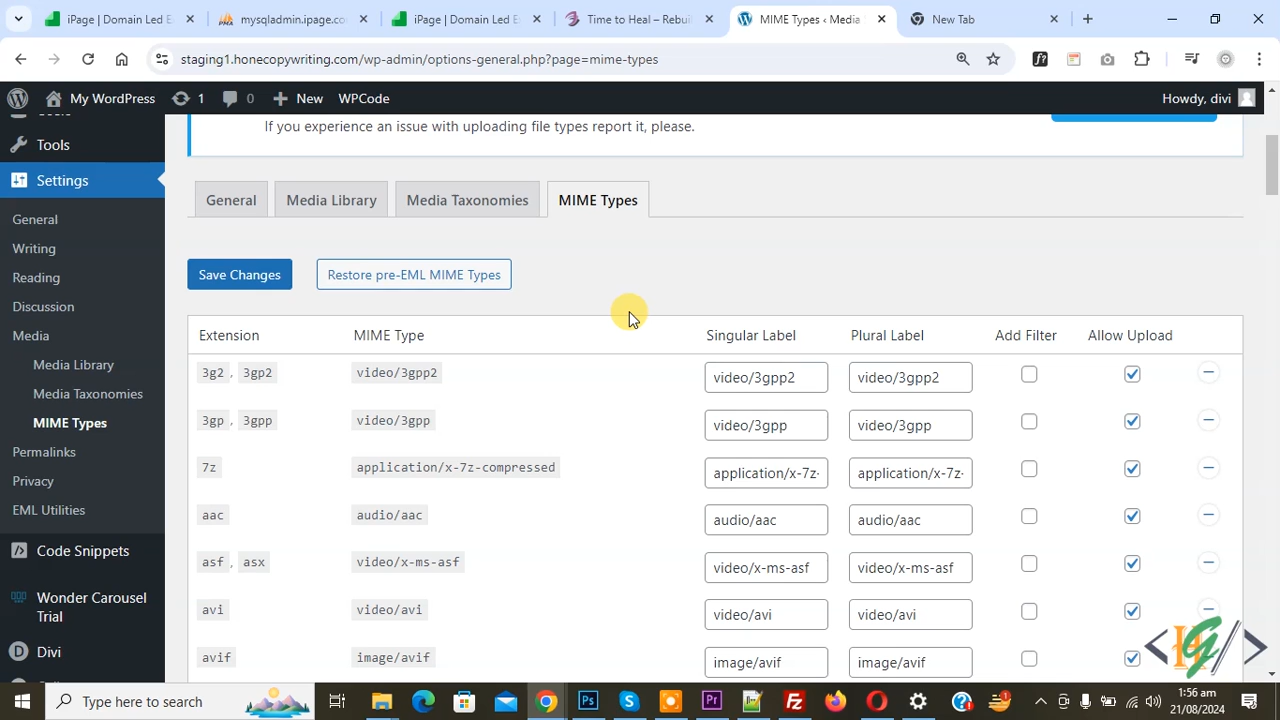 iPage | Domain Led E
mysqladmin.ipage.co
iPage | Domain Led E
Time to Heal – Rebui
MIME Types ‹ Media
New Tab
staging1.honecopywriting.com/wp-admin/options-general.php?page=mime-types
My WordPress
1
0
New
WPCode
Howdy, divi
If you experience an issue with uploading file types report it, please.
Tools
Settings
General
Writing
Reading
Discussion
Media
Media Library
Media Taxonomies
MIME Types
Permalinks
Privacy
EML Utilities
Code Snippets
Wonder Carousel
Trial
Divi
General
Media Library
Media Taxonomies
MIME Types
Save Changes
Restore pre-EML MIME Types
Extension
MIME Type
Singular Label
Plural Label
Add Filter
Allow Upload
3g2 , 3gp2
video/3gpp2
video/3gpp2
video/3gpp2
3gp , 3gpp
video/3gpp
video/3gpp
video/3gpp
7z
application/x-7z-compressed
application/x-7z-
application/x-7z-
aac
audio/aac
audio/aac
audio/aac
asf , asx
video/x-ms-asf
video/x-ms-asf
video/x-ms-asf
avi
video/avi
video/avi
video/avi
avif
image/avif
image/avif
image/avif
Type here to search
1:56 am
21/08/2024